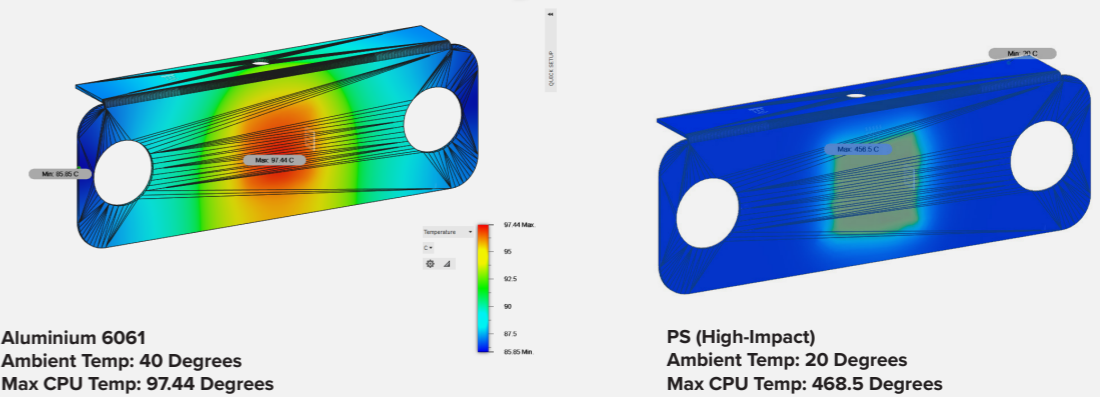 QUICK SETUP
Min: 20 C
Max: 97.44 C
Max: 458.5 C
Min: 85.85 C
97.44 Max.
Temperature
95
C
92.5
90
87.5
85.85 Min.
Aluminium 6061
Ambient Temp: 40 Degrees
Max CPU Temp: 97.44 Degrees
PS (High-Impact)
Ambient Temp: 20 Degrees
Max CPU Temp: 468.5 Degrees